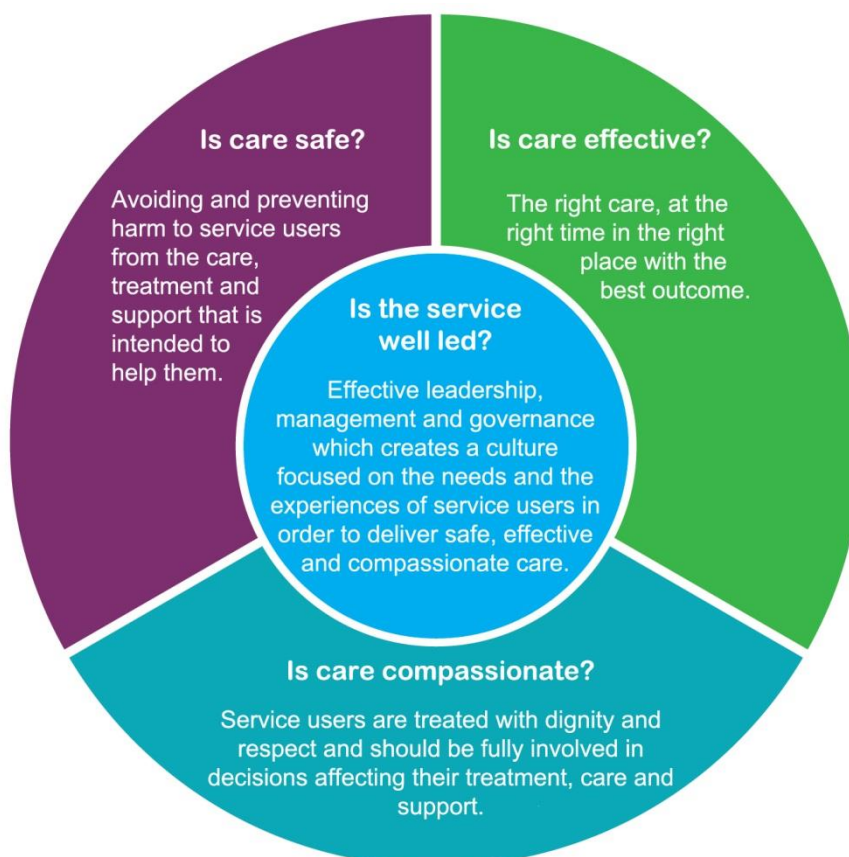 Is care safe?
Avoiding and preventing
harm to service users
from the care,
treatment and
support that is
intended to
help them.
Is care effective?
The right care, at the
right time in the right
place with the
best outcome.
Is the service
well led?
Effective leadership,
management and governance
which creates a culture
focused on the needs and the
experiences of service users in
order to deliver safe, effective
and compassionate care.
Is care compassionate?
Service users are treated with dignity and
respect and should be fully involved in
decisions affecting their treatment, care and
support.